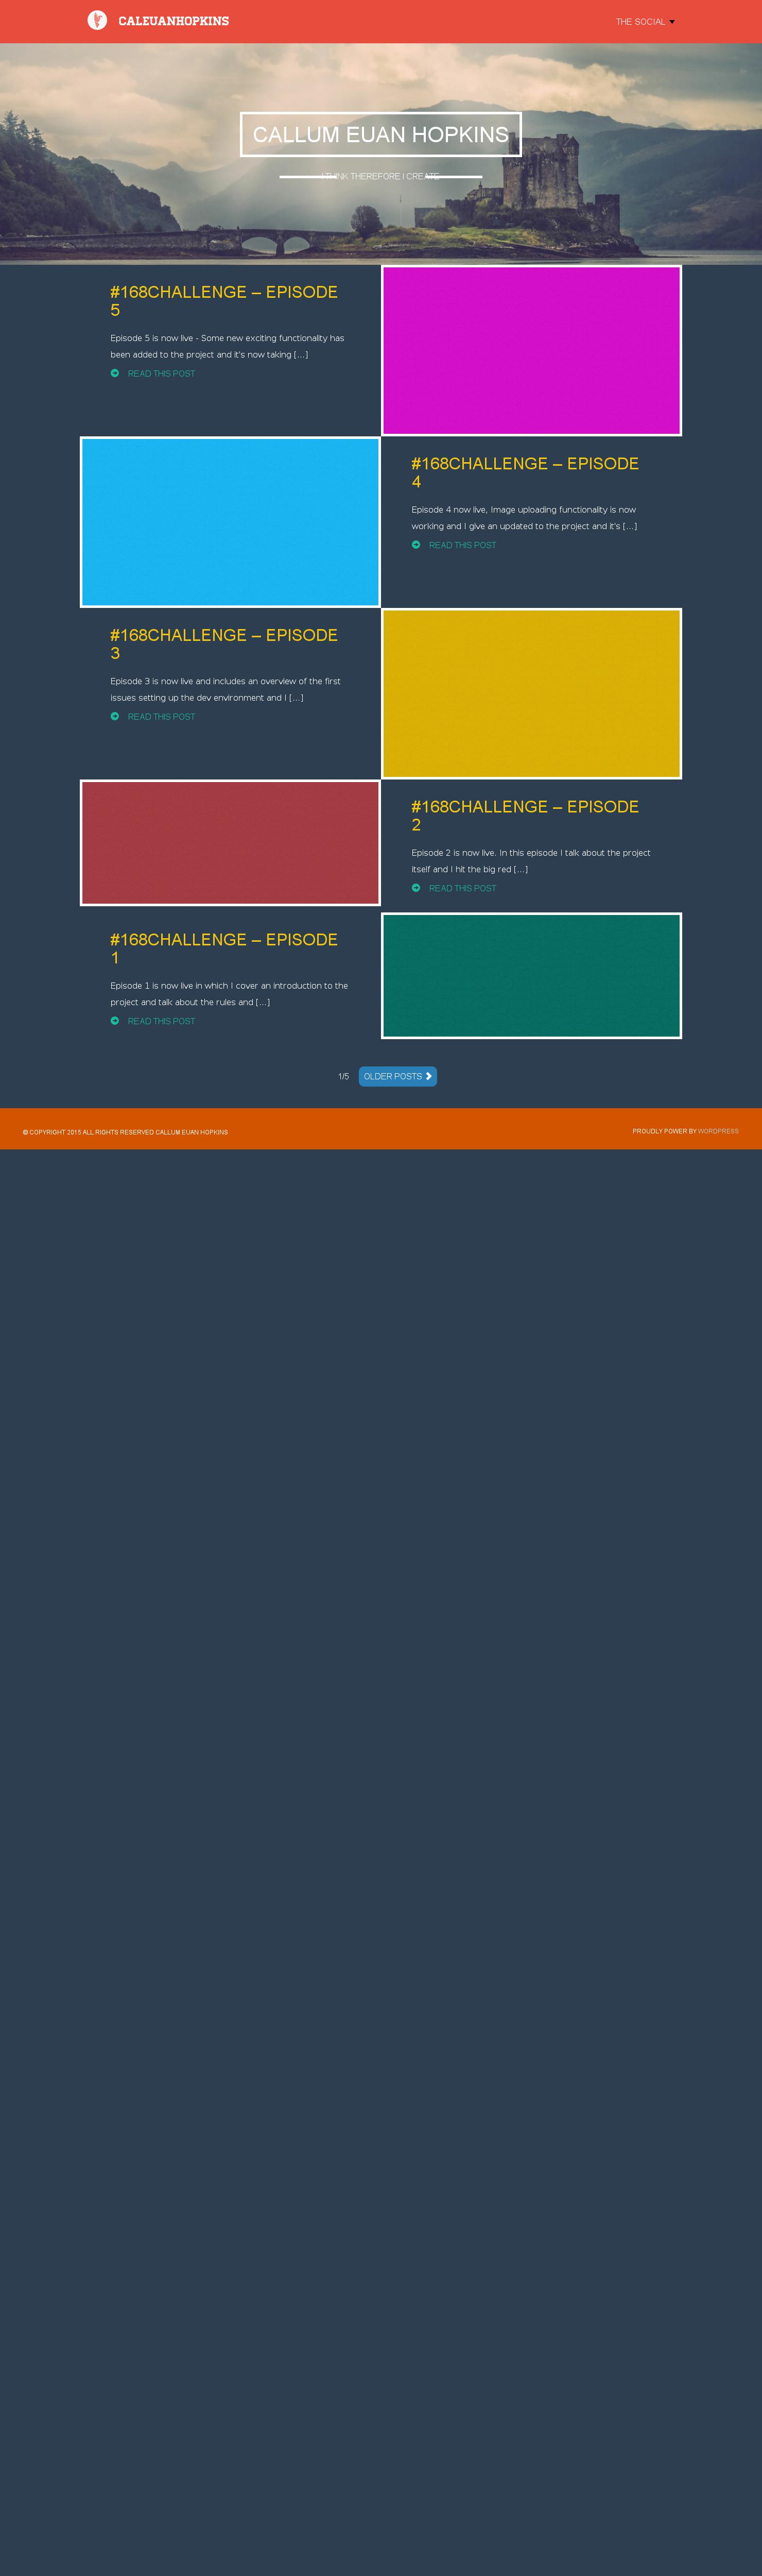 CALEUANHOPKINS
THE SOCIAL
CALLUM EUAN HOPKINS
I THINK THEREFORE I CREATE
#168CHALLENGE – EPISODE
5
Episode 5 is now live - Some new exciting functionality has
been added to the project and it's now taking [...]
READ THIS POST
#168CHALLENGE – EPISODE
4
Episode 4 now live, Image uploading functionality is now
working and I give an updated to the project and it's [...]
READ THIS POST
#168CHALLENGE – EPISODE
3
Episode 3 is now live and includes an overview of the first
issues setting up the dev environment and I [...]
READ THIS POST
#168CHALLENGE – EPISODE
2
Episode 2 is now live. In this episode I talk about the project
itself and I hit the big red [...]
READ THIS POST
#168CHALLENGE – EPISODE
1
Episode 1 is now live in which I cover an introduction to the
project and talk about the rules and [...]
READ THIS POST
1/5 OLDER POSTS
© COPYRIGHT 2015 ALL RIGHTS RESERVED CALLUM EUAN HOPKINS
PROUDLY POWER BY WORDPRESS